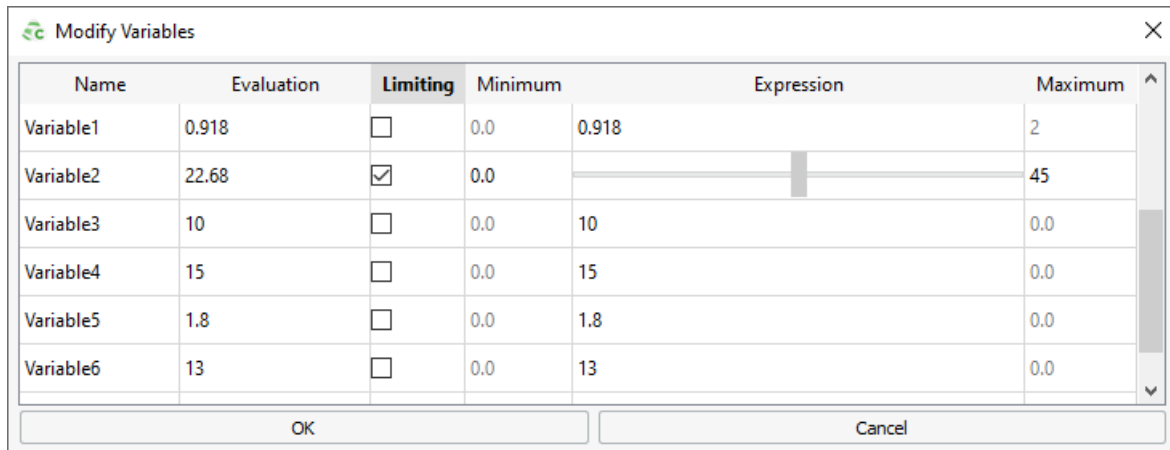 Modify Variables
Name Evaluation Limiting Minimum Expression Maximum
Variable1 0.918 0.0 0.918 2
Variable2 22.68 0.0 45
Variable3 10 0.0 10 0.0
Variable4 15 0.0 15 0.0
Variable5 1.8 0.0 1.8 0.0
Variable6 13 0.0 13 0.0
OK Cancel